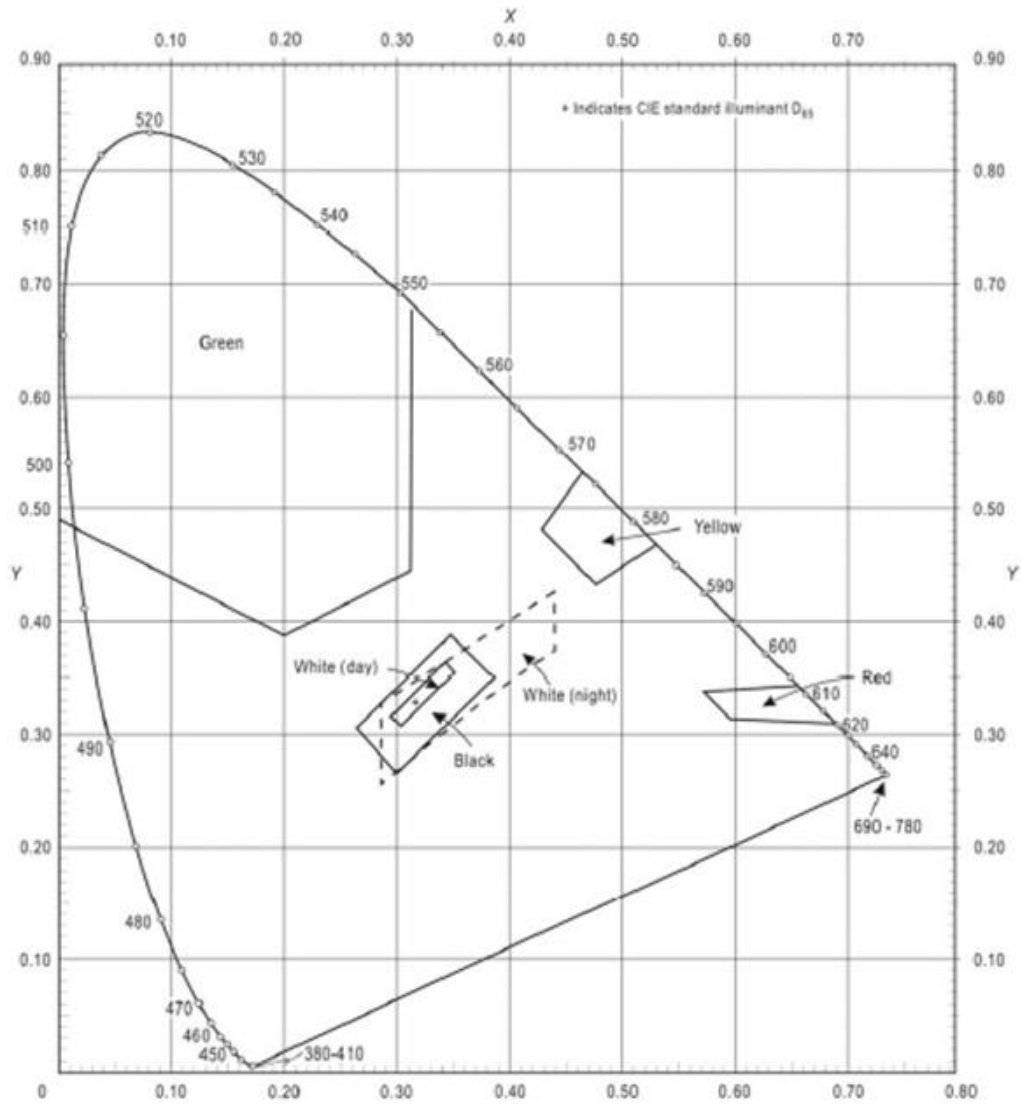 X
0.10 0.20 0.30 0.40 0.50 0.60 0.70
0.90 0.90
+ Indicates CIE standard illuminant D₆₅
520
530
0.80 0.80
540
510
550
0.70 0.70
Green
560
0.60 0.60
570
500
580
0.50 0.50
Yellow
Y Y
590
0.40 0.40
600
White (day)
Red
White (night)
610
620
0.30 0.30
640
490
Black
690 - 780
0.20 0.20
480
0.10 0.10
470
460
450
380-410
0 0.10 0.20 0.30 0.40 0.50 0.60 0.70 0.80